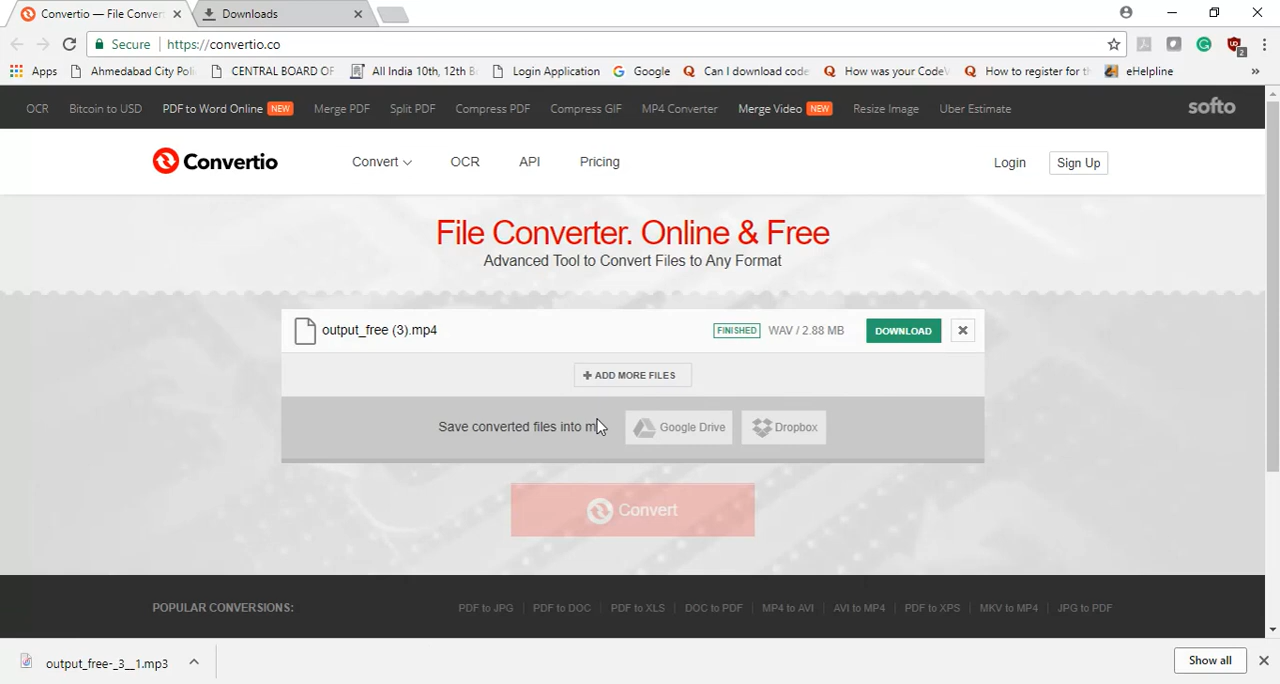 Convertio — File Conver
Downloads
Secure
https://convertio.co
Apps
Ahmedabad City Poli
CENTRAL BOARD OF
All India 10th, 12th B
Login Application
Google
Can I download code
How was your CodeV
How to register for th
eHelpline
»
OCR
Bitcoin to USD
PDF to Word Online NEW
Merge PDF
Split PDF
Compress PDF
Compress GIF
MP4 Converter
Merge Video NEW
Resize Image
Uber Estimate
softo
Convertio
Convert
OCR
API
Pricing
Login
Sign Up
File Converter. Online & Free
Advanced Tool to Convert Files to Any Format
output_free (3).mp4
FINISHED
WAV / 2.88 MB
DOWNLOAD
+ ADD MORE FILES
Save converted files into m
Google Drive
Dropbox
Convert
POPULAR CONVERSIONS:
PDF to JPG
PDF to DOC
PDF to XLS
DOC to PDF
MP4 to AVI
AVI to MP4
PDF to XPS
MKV to MP4
JPG to PDF
output_free-_3__1.mp3
Show all